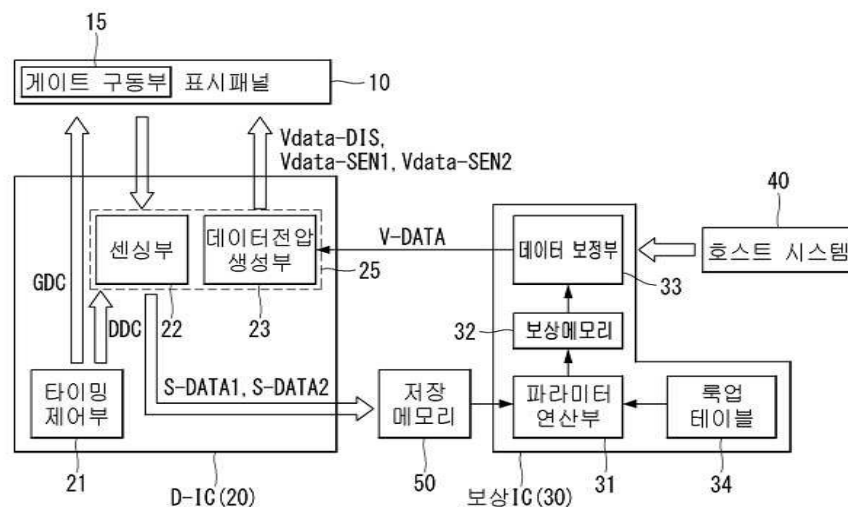 15
게이트 구동부 표시패널
10
Vdata-DIS,
Vdata-SEN1, Vdata-SEN2
40
호스트 시스템
센싱부
데이터전압
생성부
V-DATA
데이터 보정부
25
33
GDC
DDC
22
23
32
보상메모리
S-DATA1, S-DATA2
타이밍
제어부
저장
메모리
파라미터
연산부
룩업
테이블
21
50
31
34
D-IC(20)
보상IC(30)